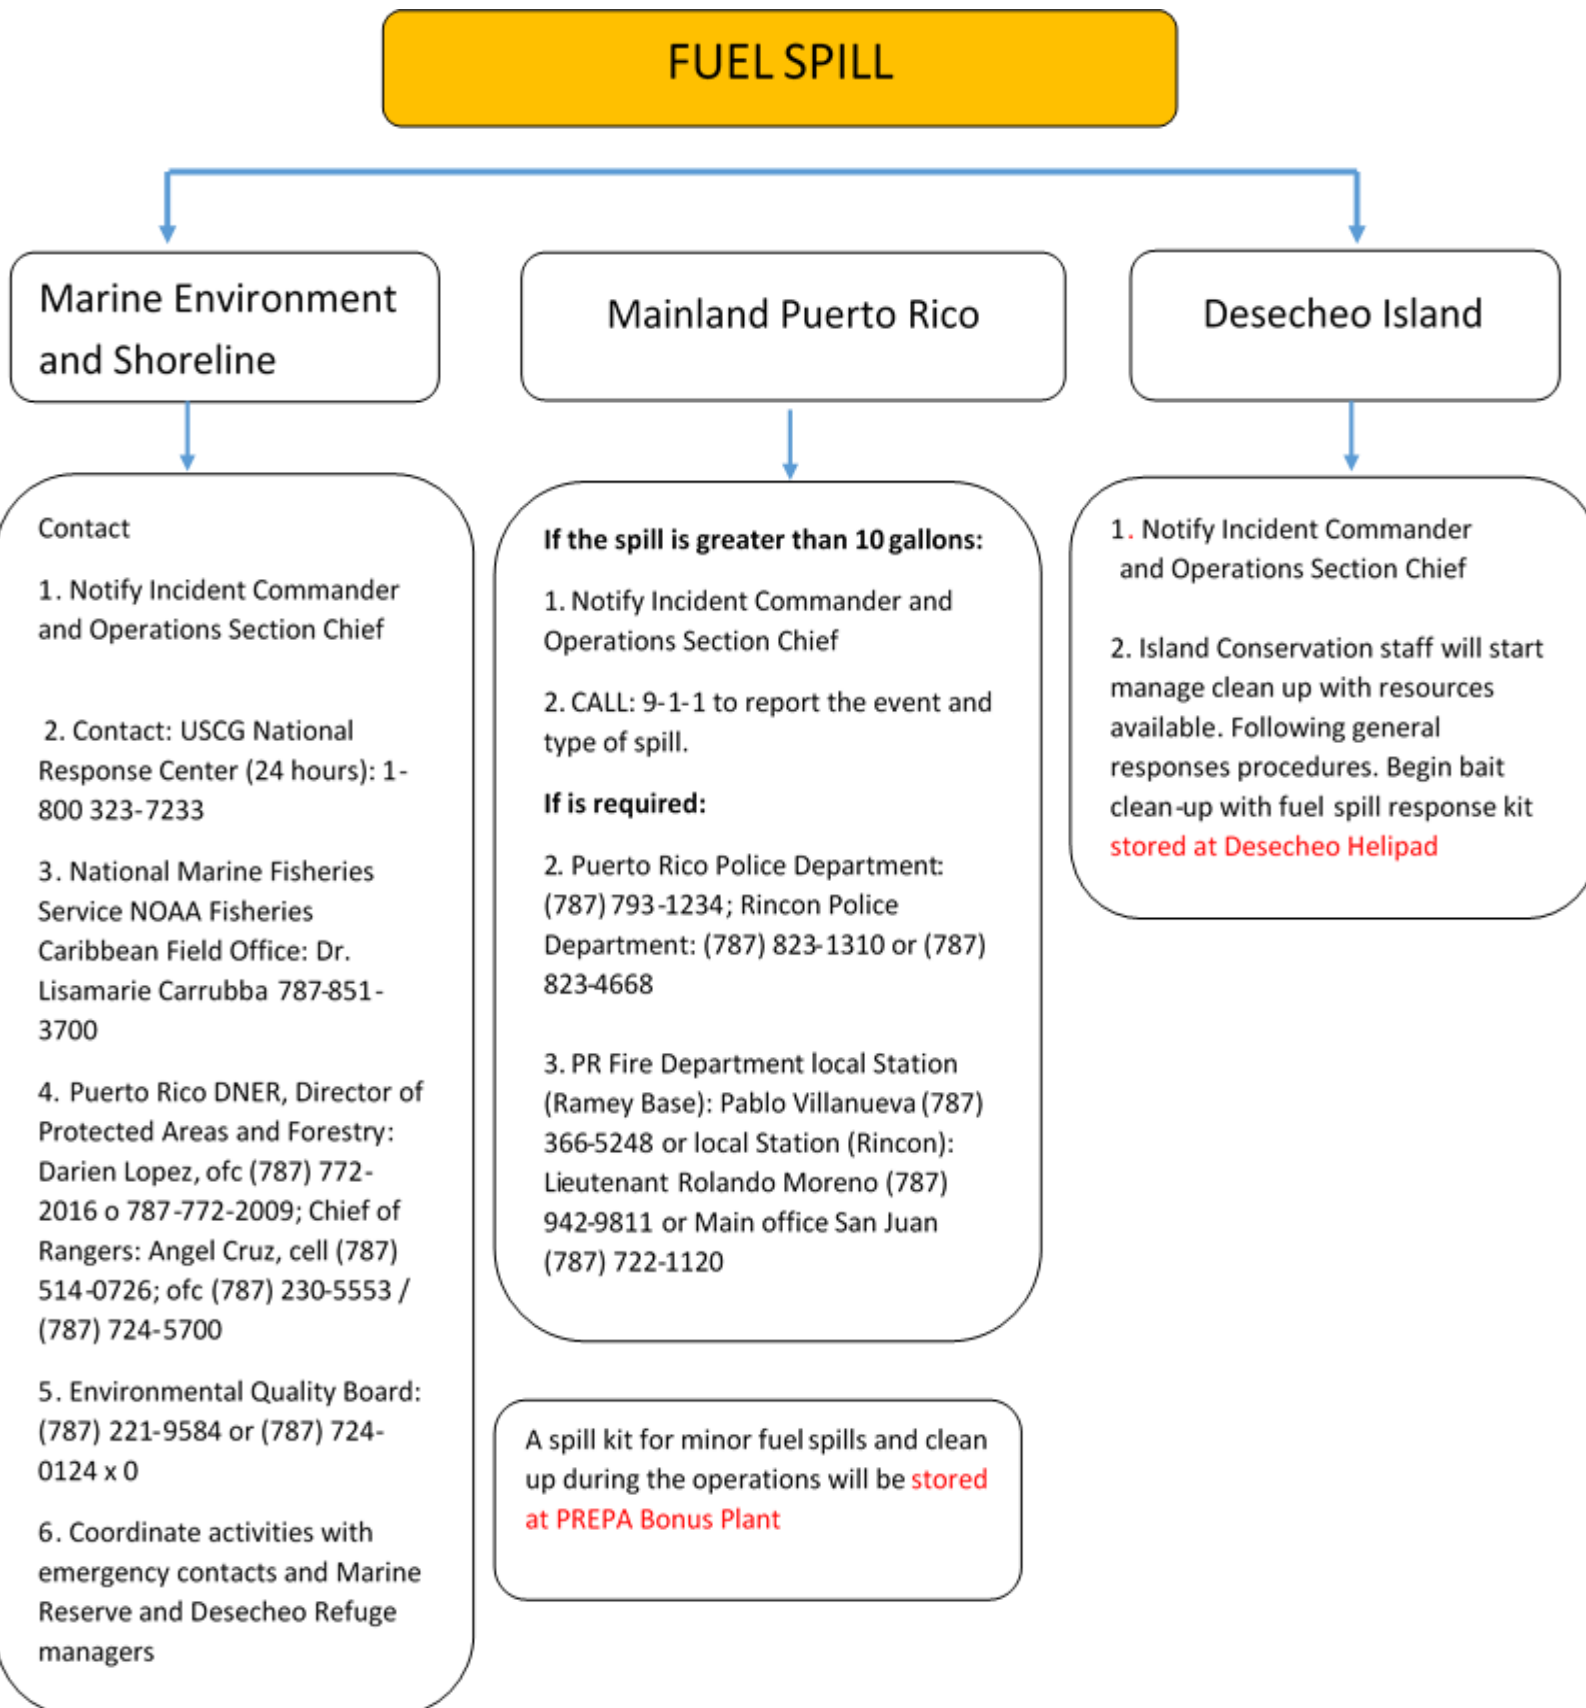 FUEL SPILL
Marine Environment
and Shoreline
Contact
1. Notify Incident Commander
and Operations Section Chief
2. Contact: USCG National
Response Center (24 hours): 1-
800 323-7233
3. National Marine Fisheries
Service NOAA Fisheries
Caribbean Field Office: Dr.
Lisamarie Carrubba 787-851-
3700
4. Puerto Rico DNER, Director of
Protected Areas and Forestry:
Darien Lopez, ofc (787) 772-
2016 o 787-772-2009; Chief of
Rangers: Angel Cruz, cell (787)
514-0726; ofc (787) 230-5553 /
(787) 724-5700
5. Environmental Quality Board:
(787) 221-9584 or (787) 724-
0124 x 0
6. Coordinate activities with
emergency contacts and Marine
Reserve and Desecheo Refuge
managers
Mainland Puerto Rico
If the spill is greater than 10 gallons:
1. Notify Incident Commander and
Operations Section Chief
2. CALL: 9-1-1 to report the event and
type of spill.
If is required:
2. Puerto Rico Police Department:
(787) 793-1234; Rincon Police
Department: (787) 823-1310 or (787)
823-4668
3. PR Fire Department local Station
(Ramey Base): Pablo Villanueva (787)
366-5248 or local Station (Rincon):
Lieutenant Rolando Moreno (787)
942-9811 or Main office San Juan
(787) 722-1120
A spill kit for minor fuel spills and clean
up during the operations will be stored
at PREPA Bonus Plant
Desecheo Island
1. Notify Incident Commander
and Operations Section Chief
2. Island Conservation staff will start
manage clean up with resources
available. Following general
responses procedures. Begin bait
clean-up with fuel spill response kit
stored at Desecheo Helipad